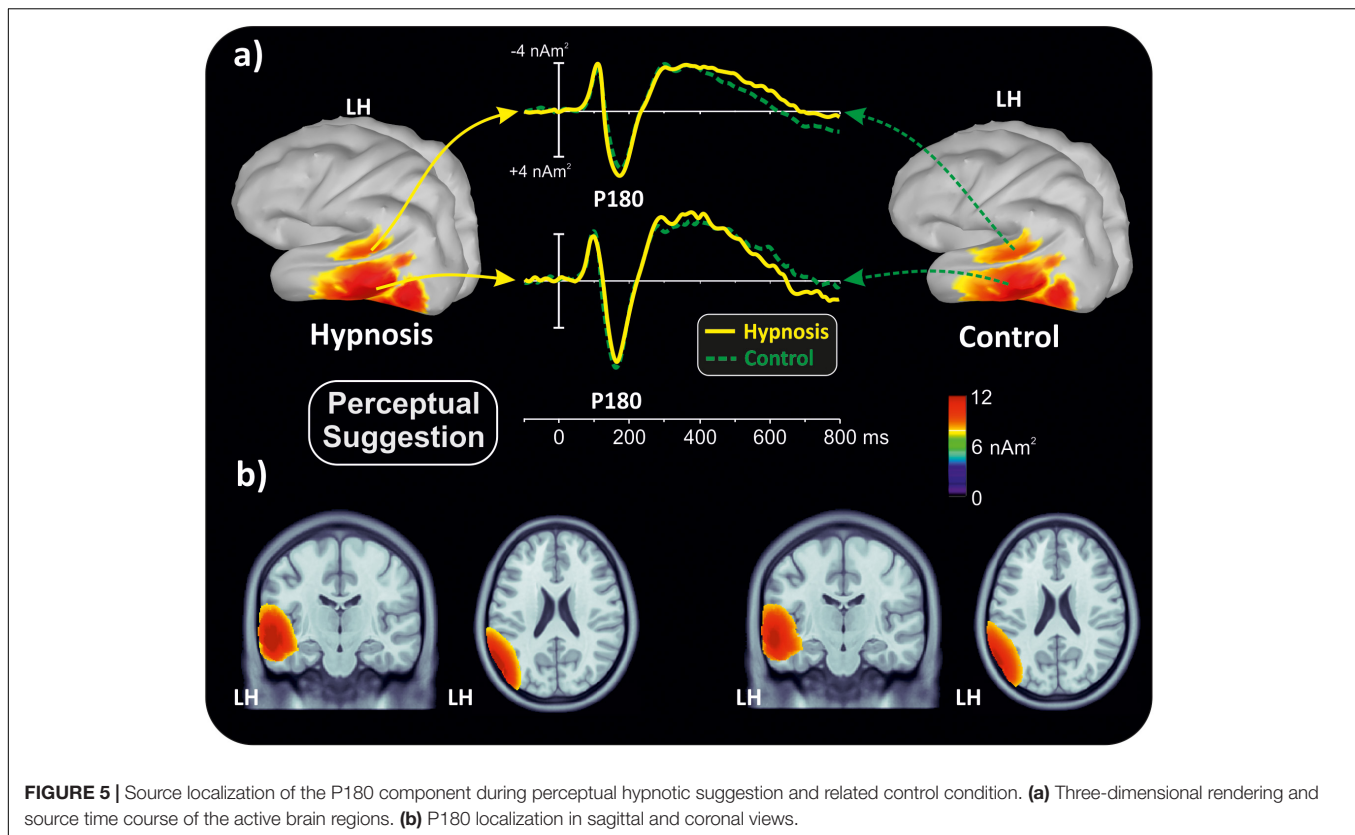 a)
-4 nAm²
+4 nAm²
LH
LH
P180
Hypnosis
Control
Hypnosis
Control
P180
Perceptual
Suggestion
0 200 400 600 800 ms
12
6 nAm²
0
b)
LH
LH
LH
LH
FIGURE 5 | Source localization of the P180 component during perceptual hypnotic suggestion and related control condition. (a) Three-dimensional rendering and
source time course of the active brain regions. (b) P180 localization in sagittal and coronal views.